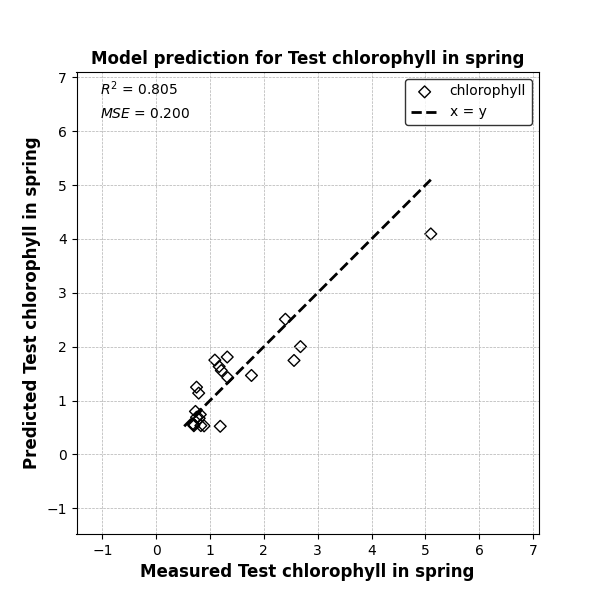 Model prediction for Test chlorophyll in spring
R² = 0.805
MSE = 0.200
chlorophyll
x = y
Predicted Test chlorophyll in spring
7
6
5
4
3
2
1
0
−1
−1 0 1 2 3 4 5 6 7
Measured Test chlorophyll in spring